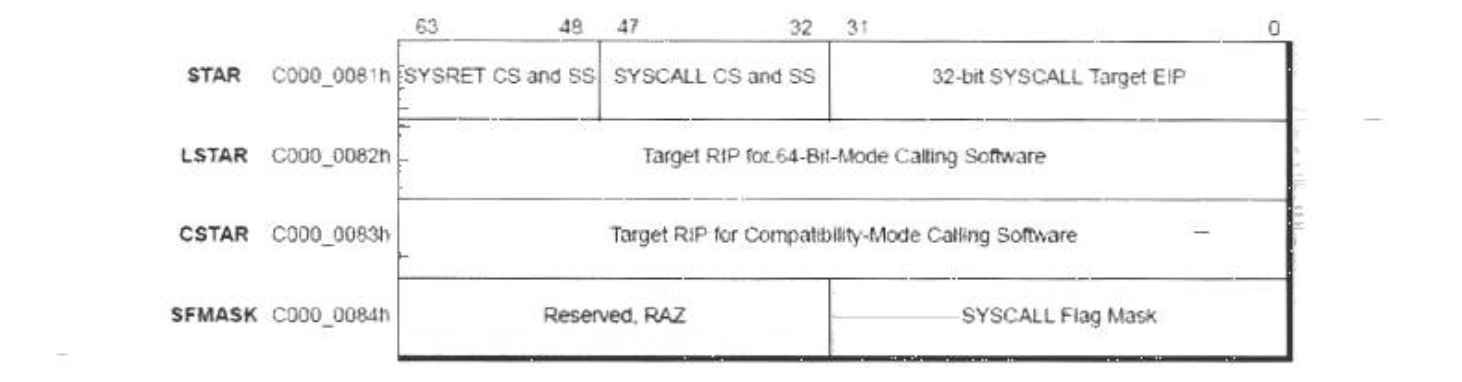 63 48 47 32 31 0
STAR C000_0081h SYSRET CS and SS SYSCALL CS and SS 32-bit SYSCALL Target EIP
LSTAR C000_0082h Target RIP for 64-Bit-Mode Calling Software
CSTAR C000_0083h Target RIP for Compatibility-Mode Calling Software
SFMASK C000_0084h Reserved, RAZ SYSCALL Flag Mask